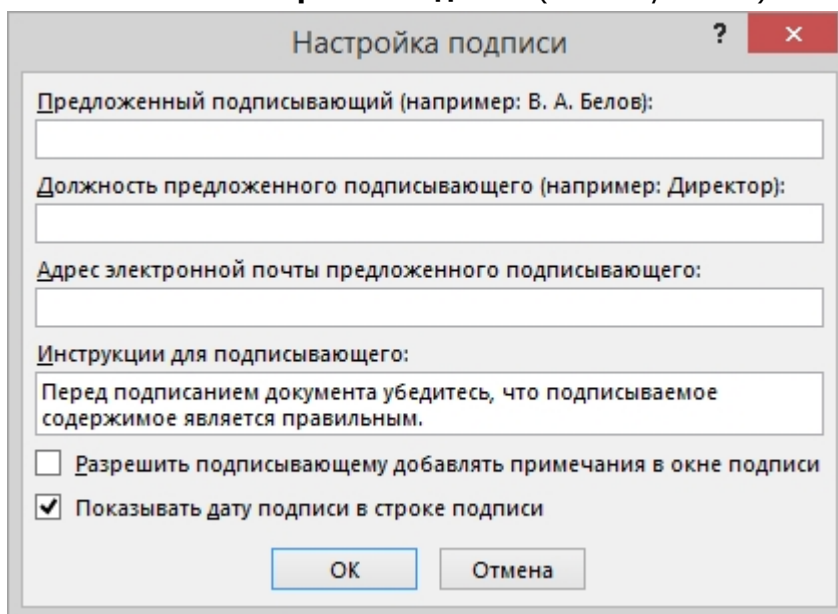 Настройка подписи
?
×
Предложенный подписывающий (например: В. А. Белов):
Должность предложенного подписывающего (например: Директор):
Адрес электронной почты предложенного подписывающего:
Инструкции для подписывающего:
Перед подписанием документа убедитесь, что подписываемое
содержимое является правильным.
Разрешить подписывающему добавлять примечания в окне подписи
Показывать дату подписи в строке подписи
ОК
Отмена